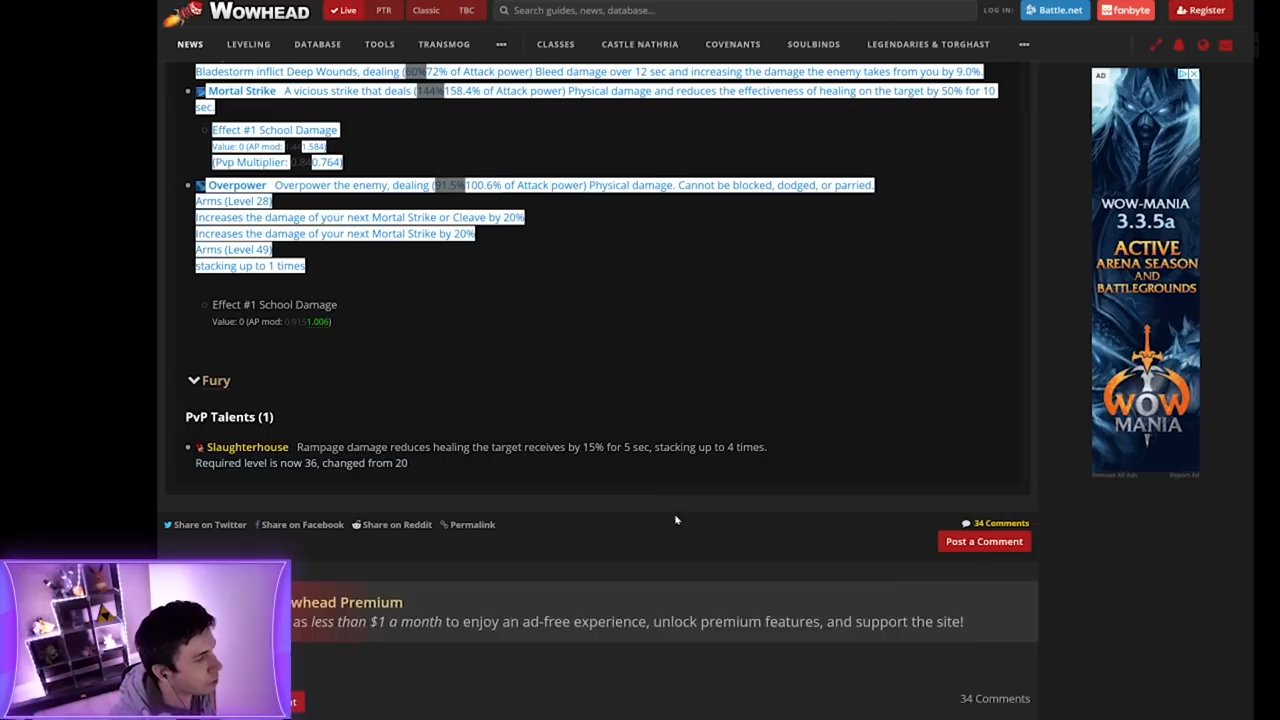 WOWHEAD
Live
PTR
Classic
TBC
Search guides, news, database...
LOG IN:
Battle.net
fanbyte
Register
NEWS
LEVELING
DATABASE
TOOLS
TRANSMOG
CLASSES
CASTLE NATHRIA
COVENANTS
SOULBINDS
LEGENDARIES & TORGHAST
Bladestorm inflict Deep Wounds, dealing (60%72% of Attack power) Bleed damage over 12 sec and increasing the damage the enemy takes from you by 9.0%.
Mortal Strike A vicious strike that deals (144%158.4% of Attack power) Physical damage and reduces the effectiveness of healing on the target by 50% for 10
sec.
Effect #1 School Damage
Value: 0 (AP mod: 1.584)
(Pvp Multiplier: 0.764)
Overpower Overpower the enemy, dealing (91.5%100.6% of Attack power) Physical damage. Cannot be blocked, dodged, or parried.
Arms (Level 28)
Increases the damage of your next Mortal Strike or Cleave by 20%
Increases the damage of your next Mortal Strike by 20%
Arms (Level 49)
stacking up to 1 times
Effect #1 School Damage
Value: 0 (AP mod: 0.9151.006)
Fury
PvP Talents (1)
Slaughterhouse Rampage damage reduces healing the target receives by 15% for 5 sec, stacking up to 4 times.
Required level is now 36, changed from 20
Share on Twitter
Share on Facebook
Share on Reddit
Permalink
34 Comments
Post a Comment
whead Premium
as less than $1 a month to enjoy an ad-free experience, unlock premium features, and support the site!
34 Comments
AD
WOW-MANIA
3.3.5a
ACTIVE
ARENA SEASON
AND
BATTLEGROUNDS
WOW
MANIA
Remove All Ads
Report Ad